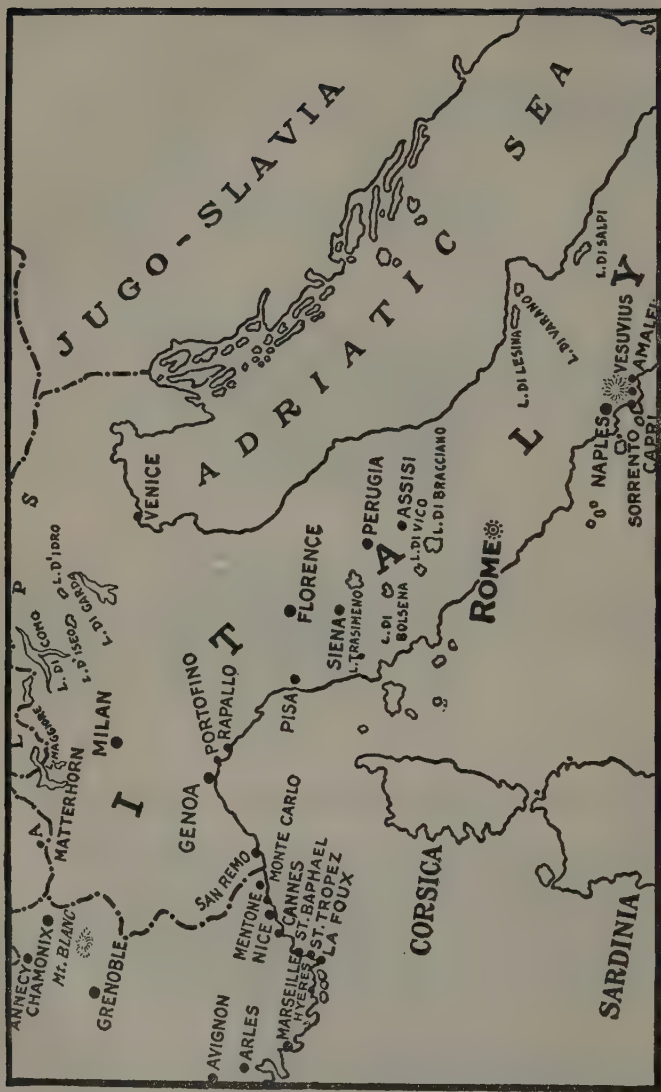 ANNECY
CHAMONIX
Mt. BLANC
GRENOBLE
A L P S
MATTERHORN
MAGGIORE
L. DI COMO
L. D'ISEO
L. D'IDRO
L. DI GARDA
MILAN
VENICE
JUGO-SLAVIA
ADRIATIC SEA
I T A L Y
AVIGNON
ARLES
MARSEILLE
HYERES
ST. TROPEZ
LA FOUX
ST. RAPHAEL
CANNES
NICE
MENTONE
MONTE CARLO
SAN REMO
GENOA
PORTOFINO
RAPALLO
PISA
FLORENCE
SIENA
L. TRASIMENO
PERUGIA
ASSISI
L. DI
BOLSENA
L. DI VICO
L. DI BRACCIANO
ROME
CORSICA
SARDINIA
L. DI LESINA
L. DI VARANO
L. DI SALPI
NAPLES
VESUVIUS
SORRENTO
AMALFI
CAPRI